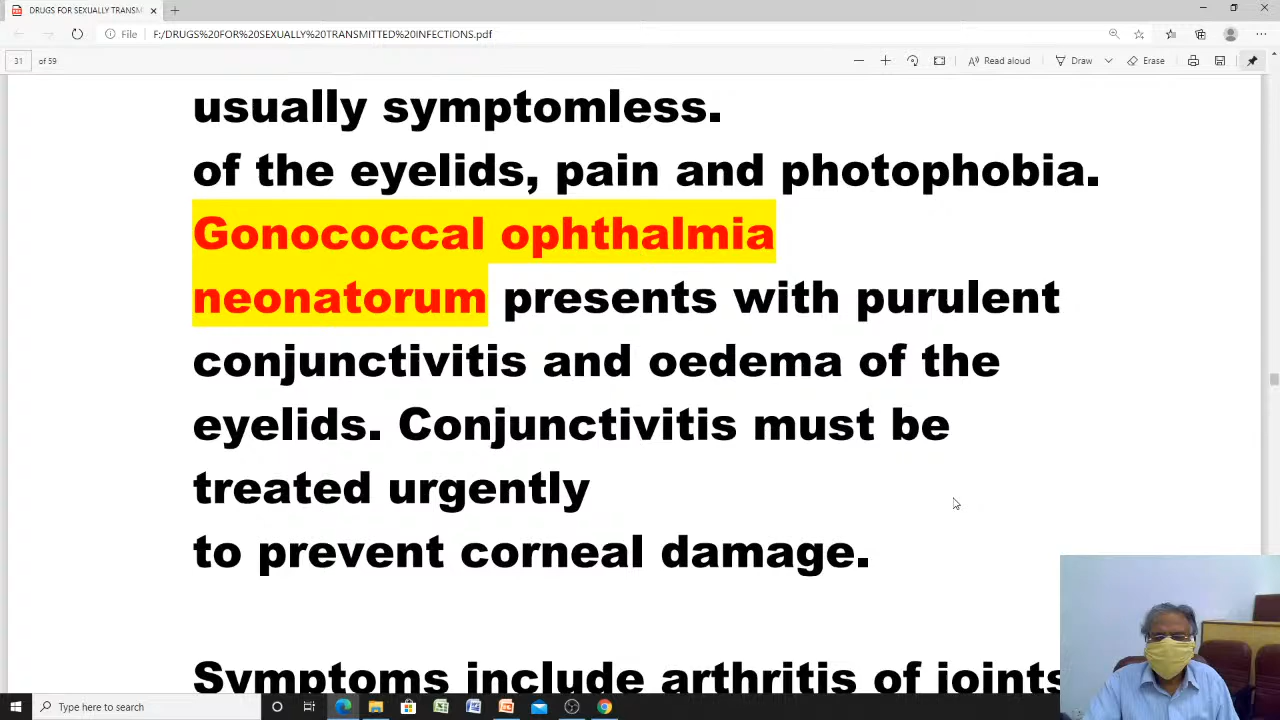 DRUGS FOR SEXUALLY TRANSM
File F:/DRUGS%20FOR%20SEXUALLY%20TRANSMITTED%20INFECTIONS.pdf
31 of 59 Read aloud Draw Erase
usually symptomless.
of the eyelids, pain and photophobia.
Gonococcal ophthalmia
neonatorum presents with purulent
conjunctivitis and oedema of the
eyelids. Conjunctivitis must be
treated urgently
to prevent corneal damage.
Symptoms include arthritis of joints
Type here to search